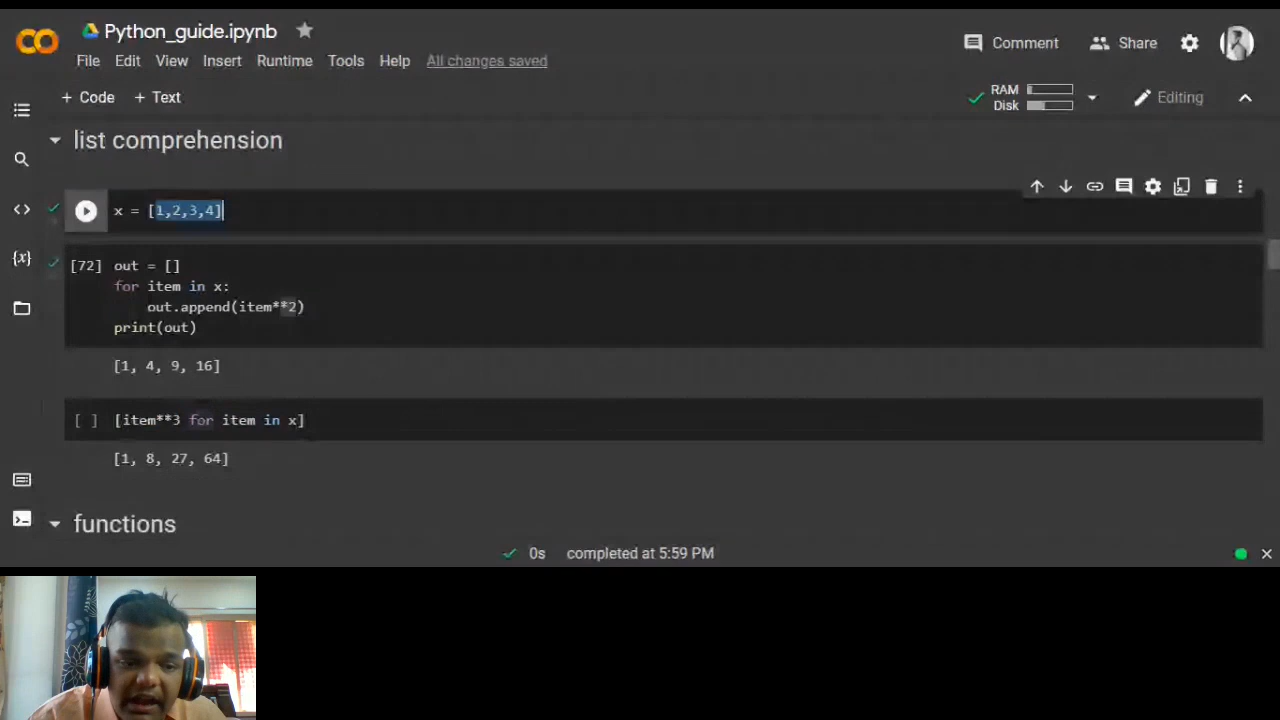 Python_guide.ipynb
File Edit View Insert Runtime Tools Help All changes saved
Comment Share
+ Code + Text
RAM
Disk
Editing
list comprehension
x = [1,2,3,4]
[72] out = []
for item in x:
out.append(item**2)
print(out)
[1, 4, 9, 16]
[ ] [item**3 for item in x]
[1, 8, 27, 64]
functions
0s completed at 5:59 PM